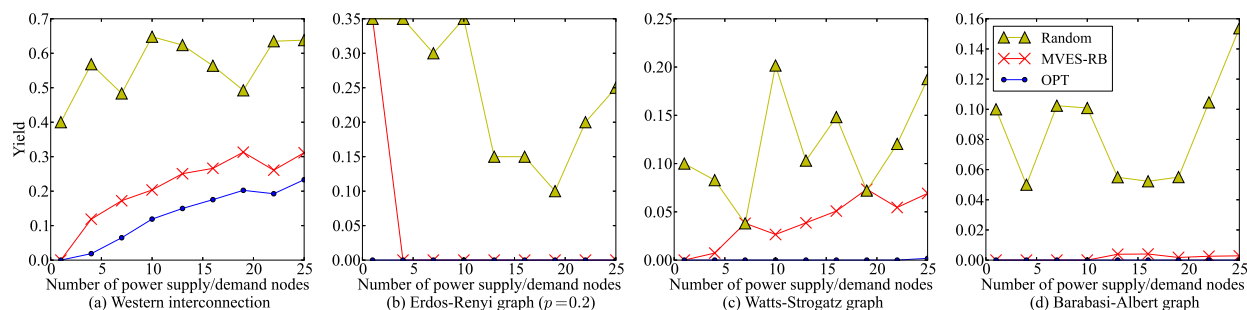 0.7
0.6
0.5
0.4
0.3
0.2
0.1
0.0
Yield
0 5 10 15 20 25
Number of power supply/demand nodes
(a) Western interconnection
0.35
0.30
0.25
0.20
0.15
0.10
0.05
0.00
0 5 10 15 20 25
Number of power supply/demand nodes
(b) Erdos-Renyi graph (p=0.2)
0.25
0.20
0.15
0.10
0.05
0.00
0 5 10 15 20 25
Number of power supply/demand nodes
(c) Watts-Strogatz graph
0.16
0.14
0.12
0.10
0.08
0.06
0.04
0.02
0.00
Random
MVES-RB
OPT
0 5 10 15 20 25
Number of power supply/demand nodes
(d) Barabasi-Albert graph